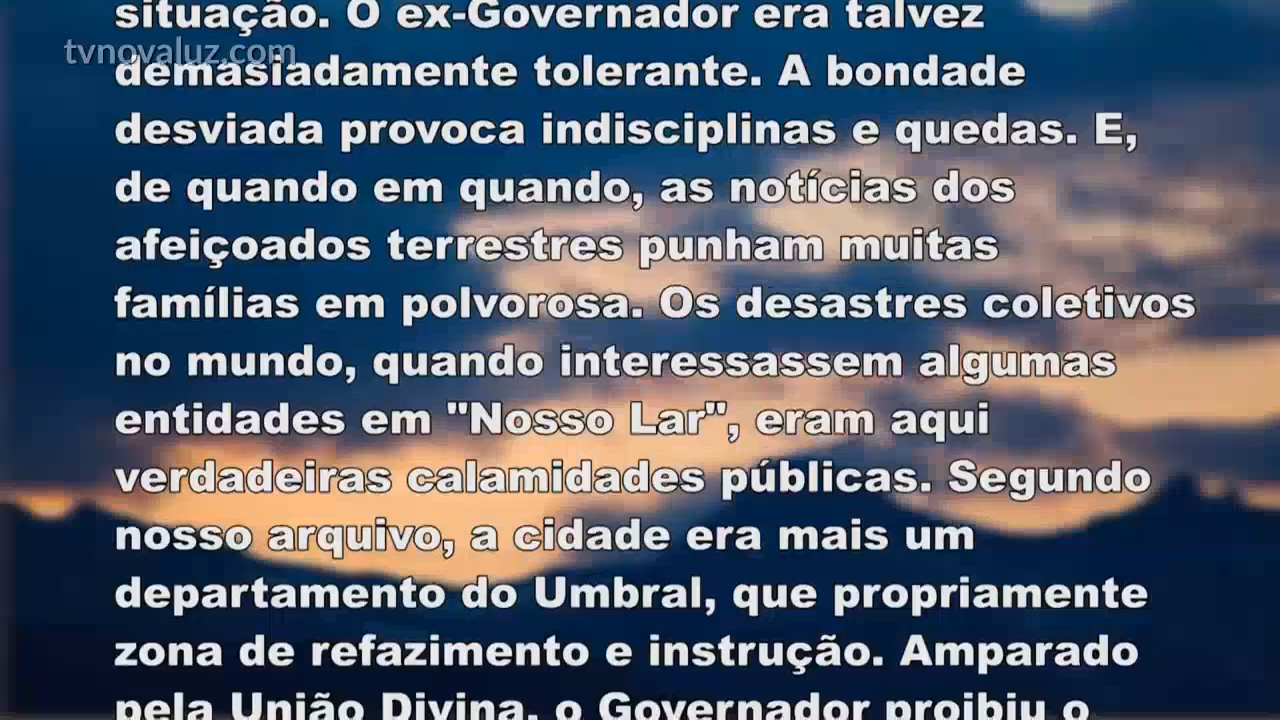 situação. O ex-Governador era talvez
tvnovaluz.com
demasiadamente tolerante. A bondade
desviada provoca indisciplinas e quedas. E,
de quando em quando, as notícias dos
afeiçoados terrestres punham muitas
famílias em polvorosa. Os desastres coletivos
no mundo, quando interessassem algumas
entidades em "Nosso Lar", eram aqui
verdadeiras calamidades públicas. Segundo
nosso arquivo, a cidade era mais um
departamento do Umbral, que propriamente
zona de refazimento e instrução. Amparado
pela União Divina, o Governador proibiu o